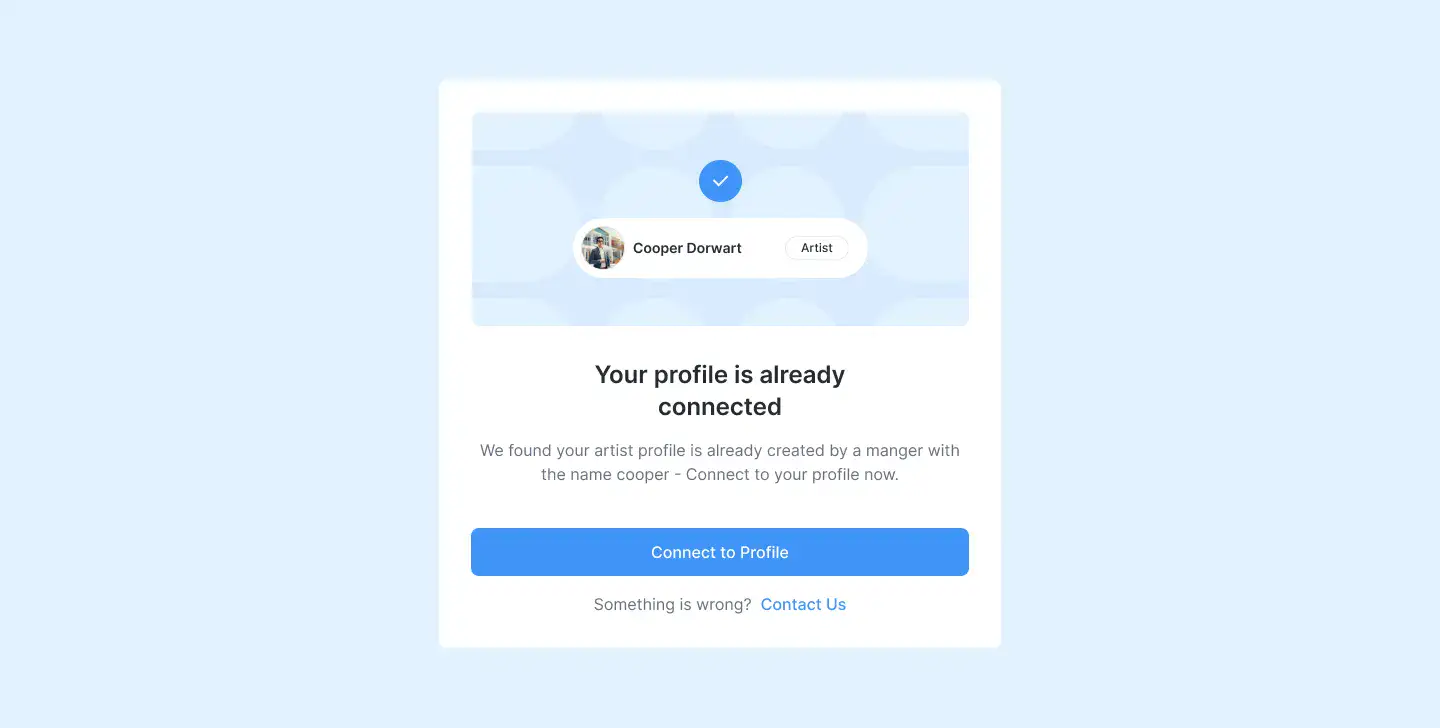 Cooper Dorwart
Artist
Your profile is already
connected
We found your artist profile is already created by a manger with
the name cooper - Connect to your profile now.
Connect to Profile
Something is wrong? Contact Us